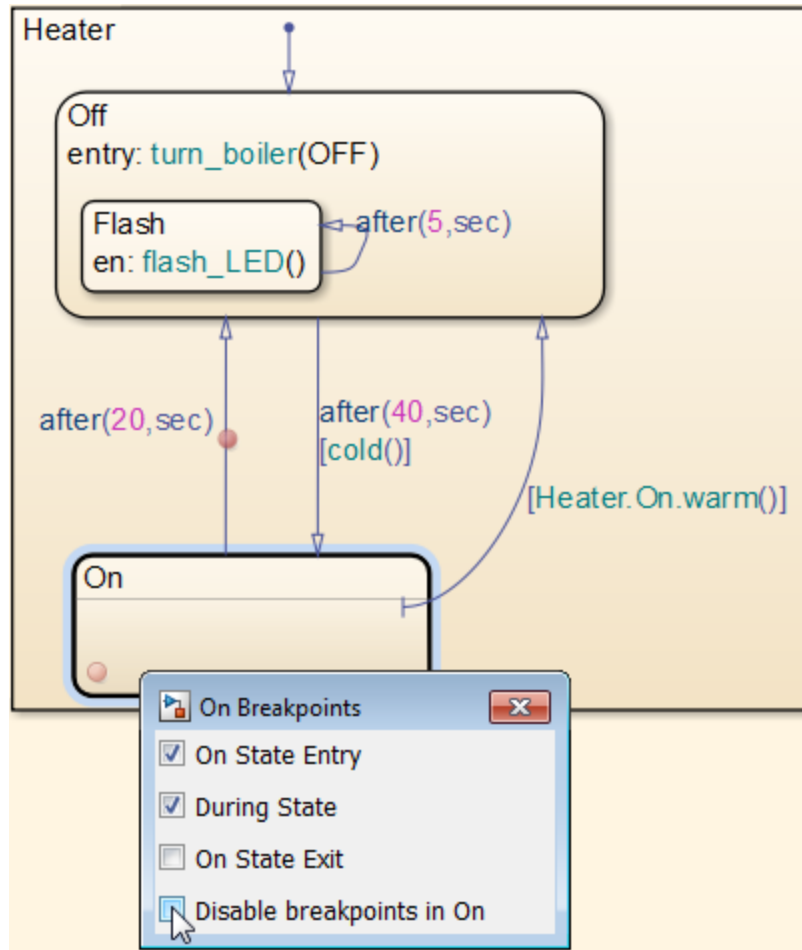 Heater
Off
entry: turn_boiler(OFF)
Flash
en: flash_LED()
after(5,sec)
after(20,sec)
after(40,sec)
[cold()]
[Heater.On.warm()]
On
On Breakpoints
On State Entry
During State
On State Exit
Disable breakpoints in On